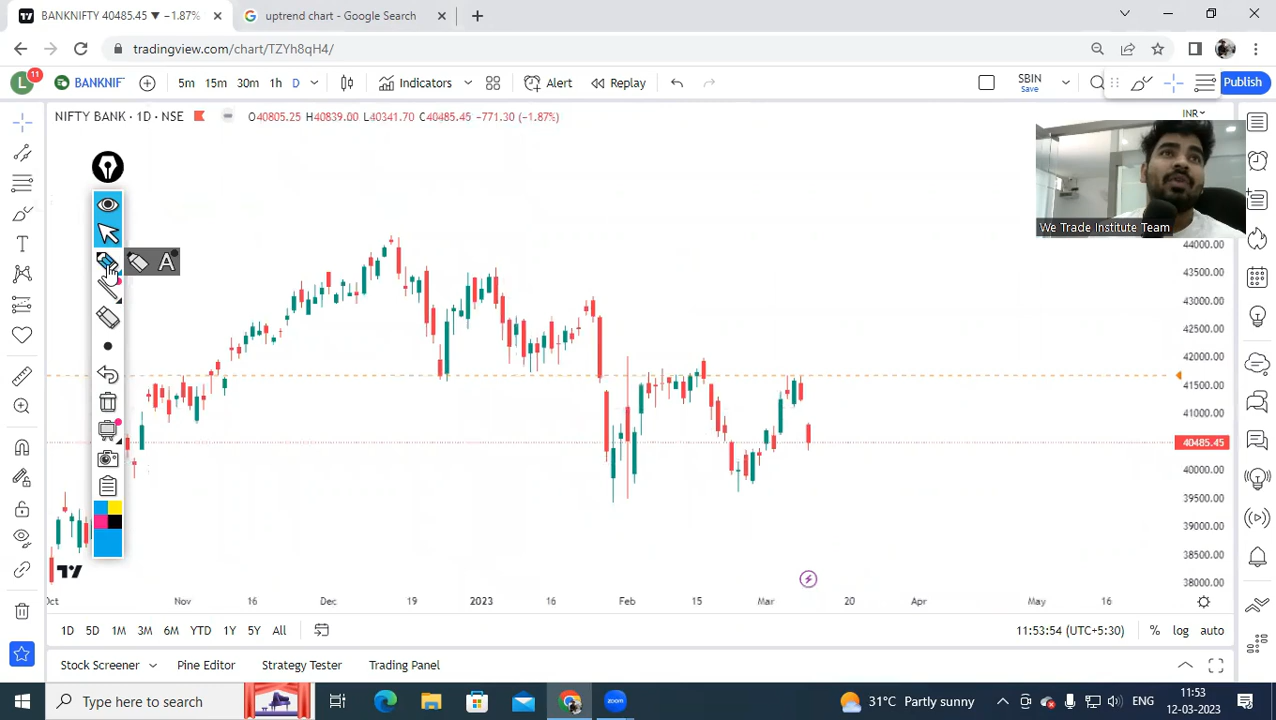 BANKNIFTY 40485.45 ▼ −1.87%
uptrend chart - Google Search
tradingview.com/chart/TZYh8qH4/
L
11
BANKNIF
5m 15m 30m 1h D
Indicators
Alert
Replay
SBIN
Save
Publish
NIFTY BANK · 1D · NSE
O40805.25 H40839.00 L40341.70 C40485.45 −771.30 (−1.87%)
INR
We Trade Institute Team
T
A
44000.00
43500.00
43000.00
42500.00
42000.00
41500.00
41000.00
40485.45
40000.00
39500.00
39000.00
38500.00
38000.00
Oct Nov 16 Dec 19 2023 16 Feb 15 Mar 20 Apr May 16
1D 5D 1M 3M 6M YTD 1Y 5Y All
11:53:54 (UTC+5:30) % log auto
Stock Screener Pine Editor Strategy Tester Trading Panel
Type here to search
zoom
31°C Partly sunny
ENG
11:53
12-03-2023